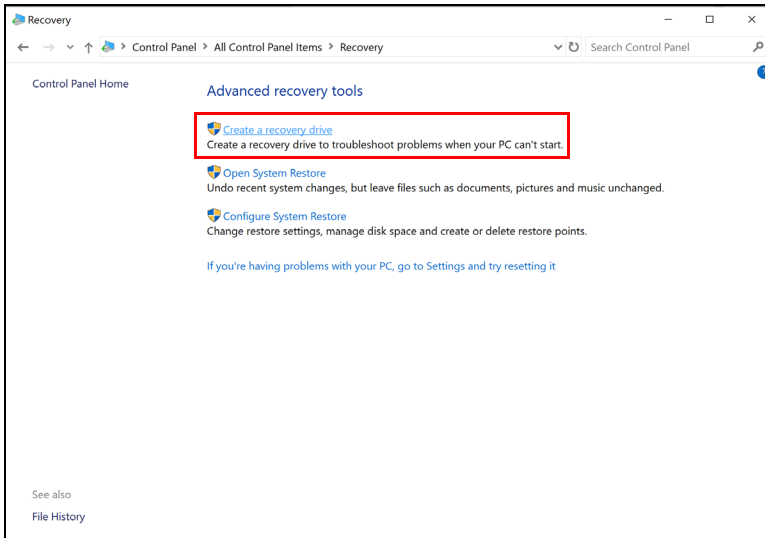 Recovery
Control Panel > All Control Panel Items > Recovery
Search Control Panel
Control Panel Home
Advanced recovery tools
Create a recovery drive
Create a recovery drive to troubleshoot problems when your PC can't start.
Open System Restore
Undo recent system changes, but leave files such as documents, pictures and music unchanged.
Configure System Restore
Change restore settings, manage disk space and create or delete restore points.
If you're having problems with your PC, go to Settings and try resetting it
See also
File History